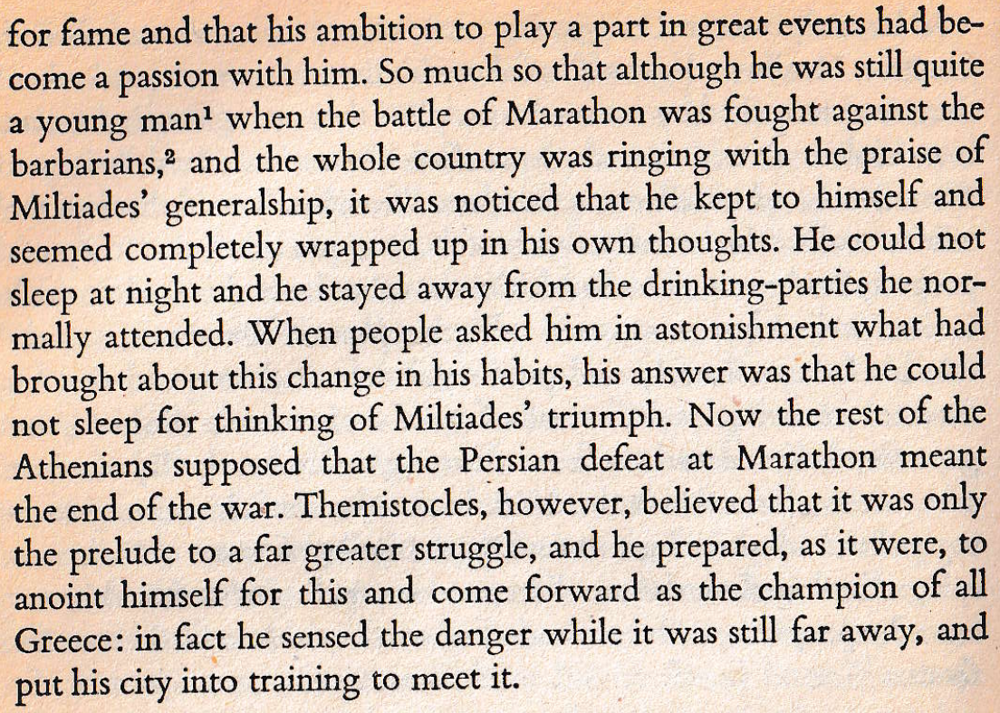 for fame and that his ambition to play a part in great events had be-
come a passion with him. So much so that although he was still quite
a young man¹ when the battle of Marathon was fought against the
barbarians,² and the whole country was ringing with the praise of
Miltiades’ generalship, it was noticed that he kept to himself and
seemed completely wrapped up in his own thoughts. He could not
sleep at night and he stayed away from the drinking-parties he nor-
mally attended. When people asked him in astonishment what had
brought about this change in his habits, his answer was that he could
not sleep for thinking of Miltiades’ triumph. Now the rest of the
Athenians supposed that the Persian defeat at Marathon meant
the end of the war. Themistocles, however, believed that it was only
the prelude to a far greater struggle, and he prepared, as it were, to
anoint himself for this and come forward as the champion of all
Greece: in fact he sensed the danger while it was still far away, and
put his city into training to meet it.